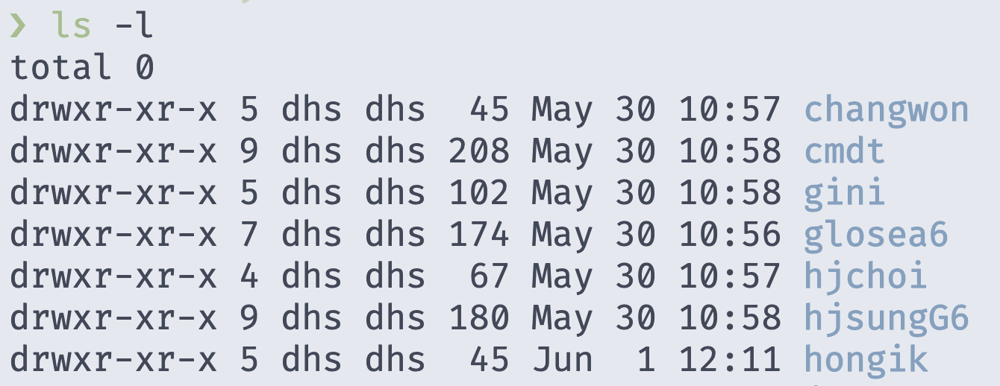 ❯ ls -l
total 0
drwxr-xr-x 5 dhs dhs  45 May 30 10:57 changwon
drwxr-xr-x 9 dhs dhs 208 May 30 10:58 cmdt
drwxr-xr-x 5 dhs dhs 102 May 30 10:58 gini
drwxr-xr-x 7 dhs dhs 174 May 30 10:56 glosea6
drwxr-xr-x 4 dhs dhs  67 May 30 10:57 hjchoi
drwxr-xr-x 9 dhs dhs 180 May 30 10:58 hjsungG6
drwxr-xr-x 5 dhs dhs  45 Jun  1 12:11 hongik